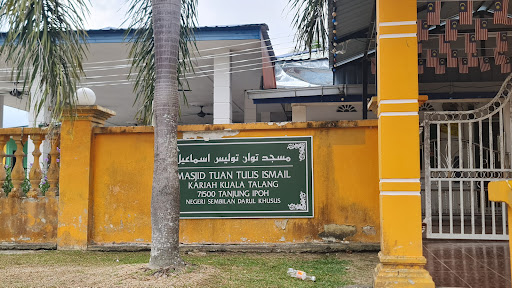 مسجد توان توليس اسماعيل
MASJID TUAN TULIS ISMAIL
KARIAH KUALA TALANG
71500 TANJUNG IPOH
NEGERI SEMBILAN DARUL KHUSUS